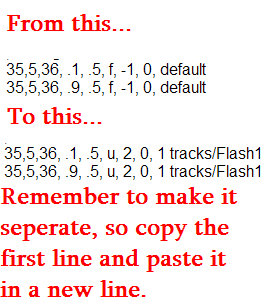 From this...
35,5,36, .1, .5, f, -1, 0, default
35,5,36, .9, .5, f, -1, 0, default
To this...
35,5,36, .1, .5, u, 2, 0, 1 tracks/Flash1
35,5,36, .9, .5, u, 2, 0, 1 tracks/Flash1
Remember to make it
seperate, so copy the
first line and paste it
in a new line.